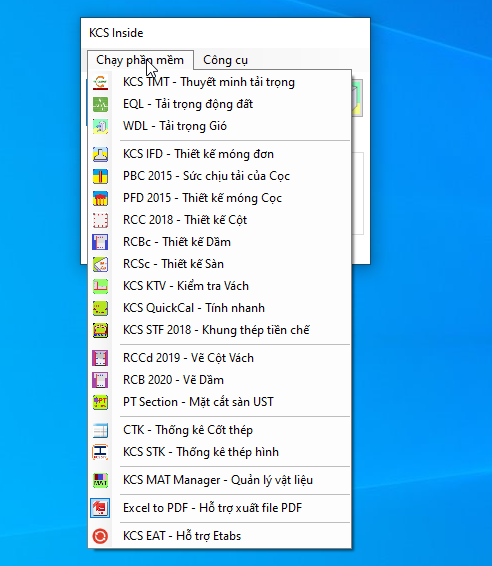 KCS Inside
Chạy phần mềm Công cụ
KCS TMT - Thuyết minh tải trọng
EQL - Tải trọng động đất
WDL - Tải trọng Gió
KCS IFD - Thiết kế móng đơn
PBC 2015 - Sức chịu tải của Cọc
PFD 2015 - Thiết kế móng Cọc
RCC 2018 - Thiết kế Cột
RCBc - Thiết kế Dầm
RCSc - Thiết kế Sàn
KCS KTV - Kiểm tra Vách
KCS QuickCal - Tính nhanh
KCS STF 2018 - Khung thép tiền chế
RCCd 2019 - Vẽ Cột Vách
RCB 2020 - Vẽ Dầm
PT Section - Mặt cắt sàn UST
CTK - Thống kê Cốt thép
KCS STK - Thống kê thép hình
KCS MAT Manager - Quản lý vật liệu
Excel to PDF - Hỗ trợ xuất file PDF
KCS EAT - Hỗ trợ Etabs